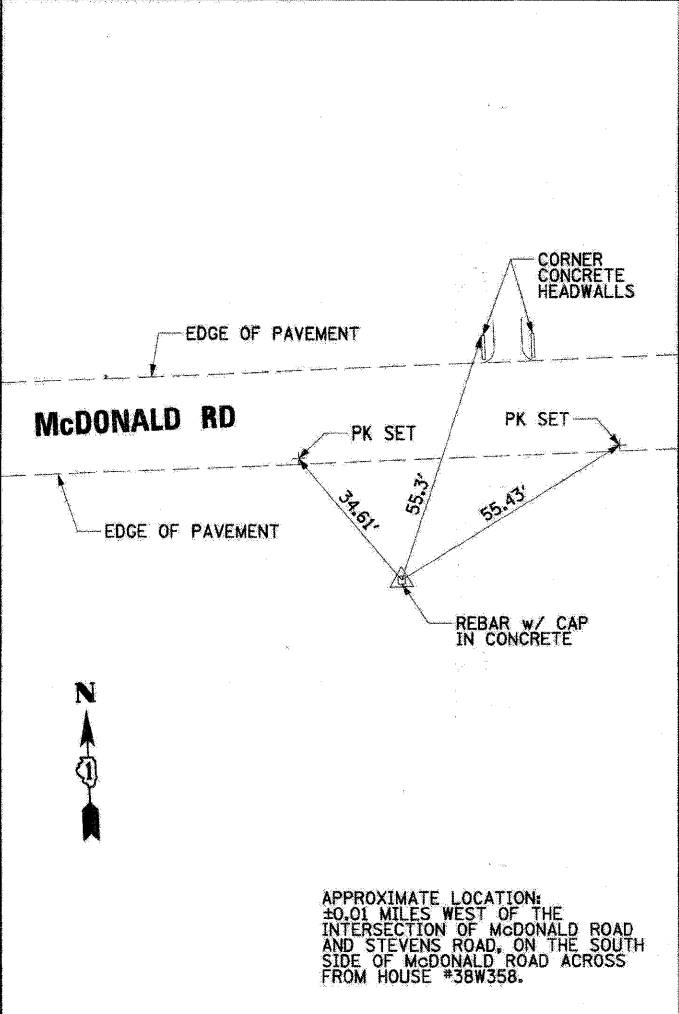 CORNER
CONCRETE
HEADWALLS
EDGE OF PAVEMENT
McDONALD RD
PK SET
PK SET
34.61'
55.3'
55.43'
EDGE OF PAVEMENT
REBAR w/ CAP
IN CONCRETE
N
1
APPROXIMATE LOCATION:
±0.01 MILES WEST OF THE
INTERSECTION OF McDONALD ROAD
AND STEVENS ROAD, ON THE SOUTH
SIDE OF McDONALD ROAD ACROSS
FROM HOUSE #38W358.